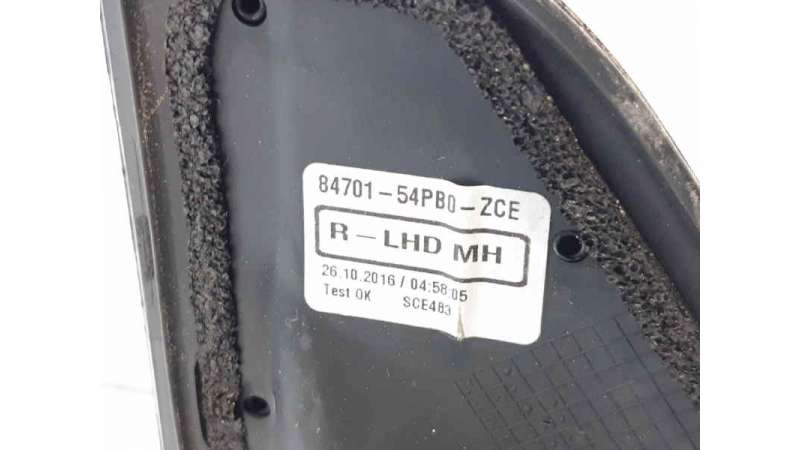 84701-54PB0-ZCE
R-LHD MH
26.10.2016 / 04:58:05
Test OK SCE483